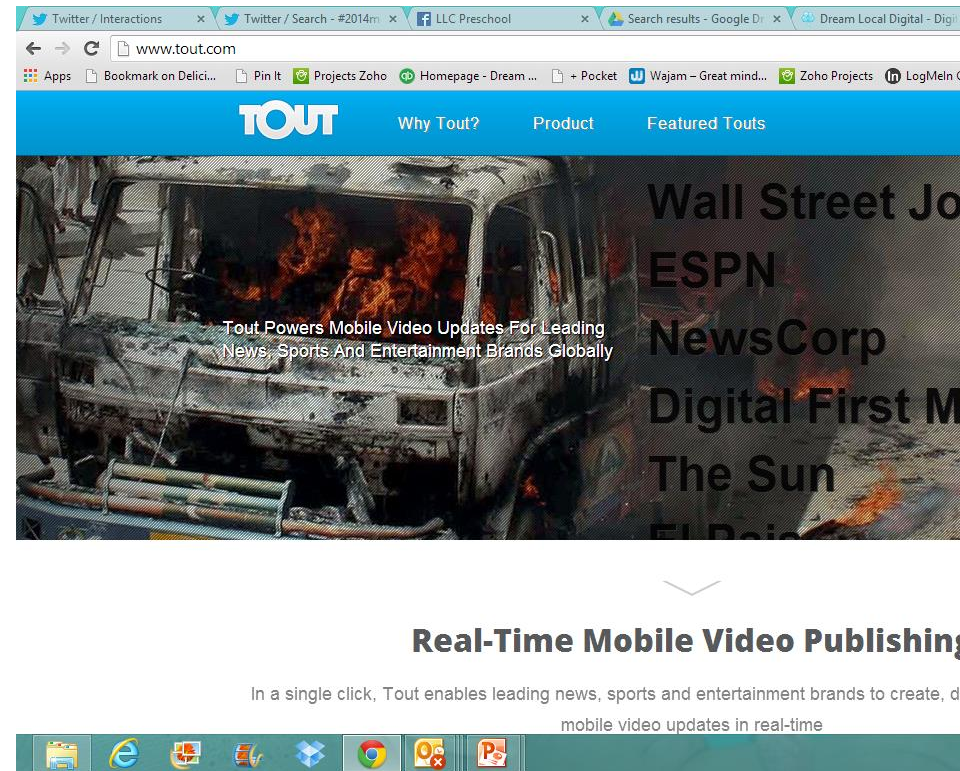 Twitter / Interactions
Twitter / Search - #2014m
LLC Preschool
Search results - Google Dr
Dream Local Digital - Digi
www.tout.com
Apps
Bookmark on Delici...
Pin It
Projects Zoho
Homepage - Dream ...
+ Pocket
Wajam – Great mind...
Zoho Projects
LogMeIn
TOUT
Why Tout?
Product
Featured Touts
Wall Street Jo
ESPN
Tout Powers Mobile Video Updates For Leading
News, Sports And Entertainment Brands Globally
NewsCorp
Digital First M
The Sun
El Pais
Real-Time Mobile Video Publishing
In a single click, Tout enables leading news, sports and entertainment brands to create, d
mobile video updates in real-time